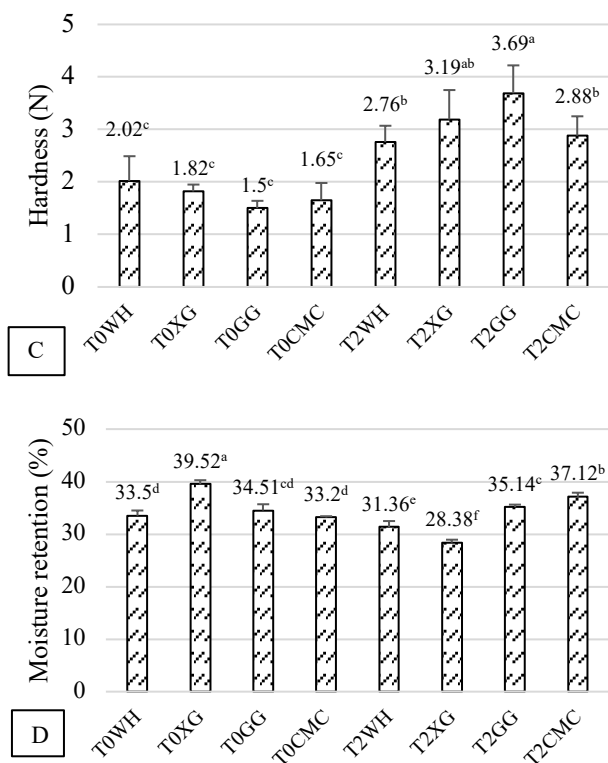 Hardness (N)
5
4
3
2
1
0
2.02ᶜ
1.82ᶜ
1.5ᶜ
1.65ᶜ
2.76ᵇ
3.19ᵃᵇ
3.69ᵃ
2.88ᵇ
T0WH
T0XG
T0GG
T0CMC
T2WH
T2XG
T2GG
T2CMC
C
Moisture retention (%)
50
40
30
20
10
0
33.5ᵈ
39.52ᵃ
34.51ᶜᵈ
33.2ᵈ
31.36ᵉ
28.38ᶠ
35.14ᶜ
37.12ᵇ
T0WH
T0XG
T0GG
T0CMC
T2WH
T2XG
T2GG
T2CMC
D